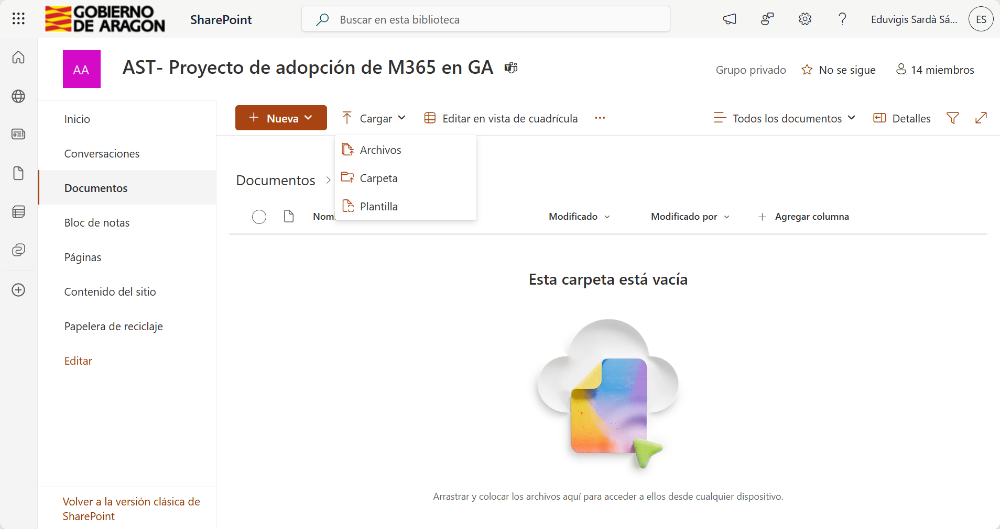 GOBIERNO
DE ARAGON
SharePoint
Buscar en esta biblioteca
Eduvigis Sardà Sá...
ES
AA
AST- Proyecto de adopción de M365 en GA
Grupo privado
No se sigue
14 miembros
Inicio
Conversaciones
Documentos
Bloc de notas
Páginas
Contenido del sitio
Papelera de reciclaje
Editar
Volver a la versión clásica de
SharePoint
Nueva
Cargar
Editar en vista de cuadrícula
Todos los documentos
Detalles
Archivos
Carpeta
Plantilla
Documentos
Modificado
Modificado por
Agregar columna
Esta carpeta está vacía
Arrastrar y colocar los archivos aquí para acceder a ellos desde cualquier dispositivo.